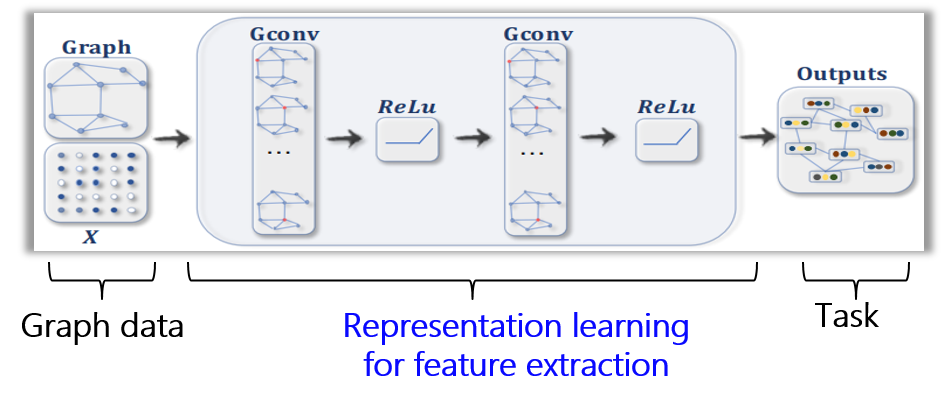 Graph
X
Gconv
...
ReLu
Gconv
...
ReLu
Outputs
Graph data
Representation learning
for feature extraction
Task